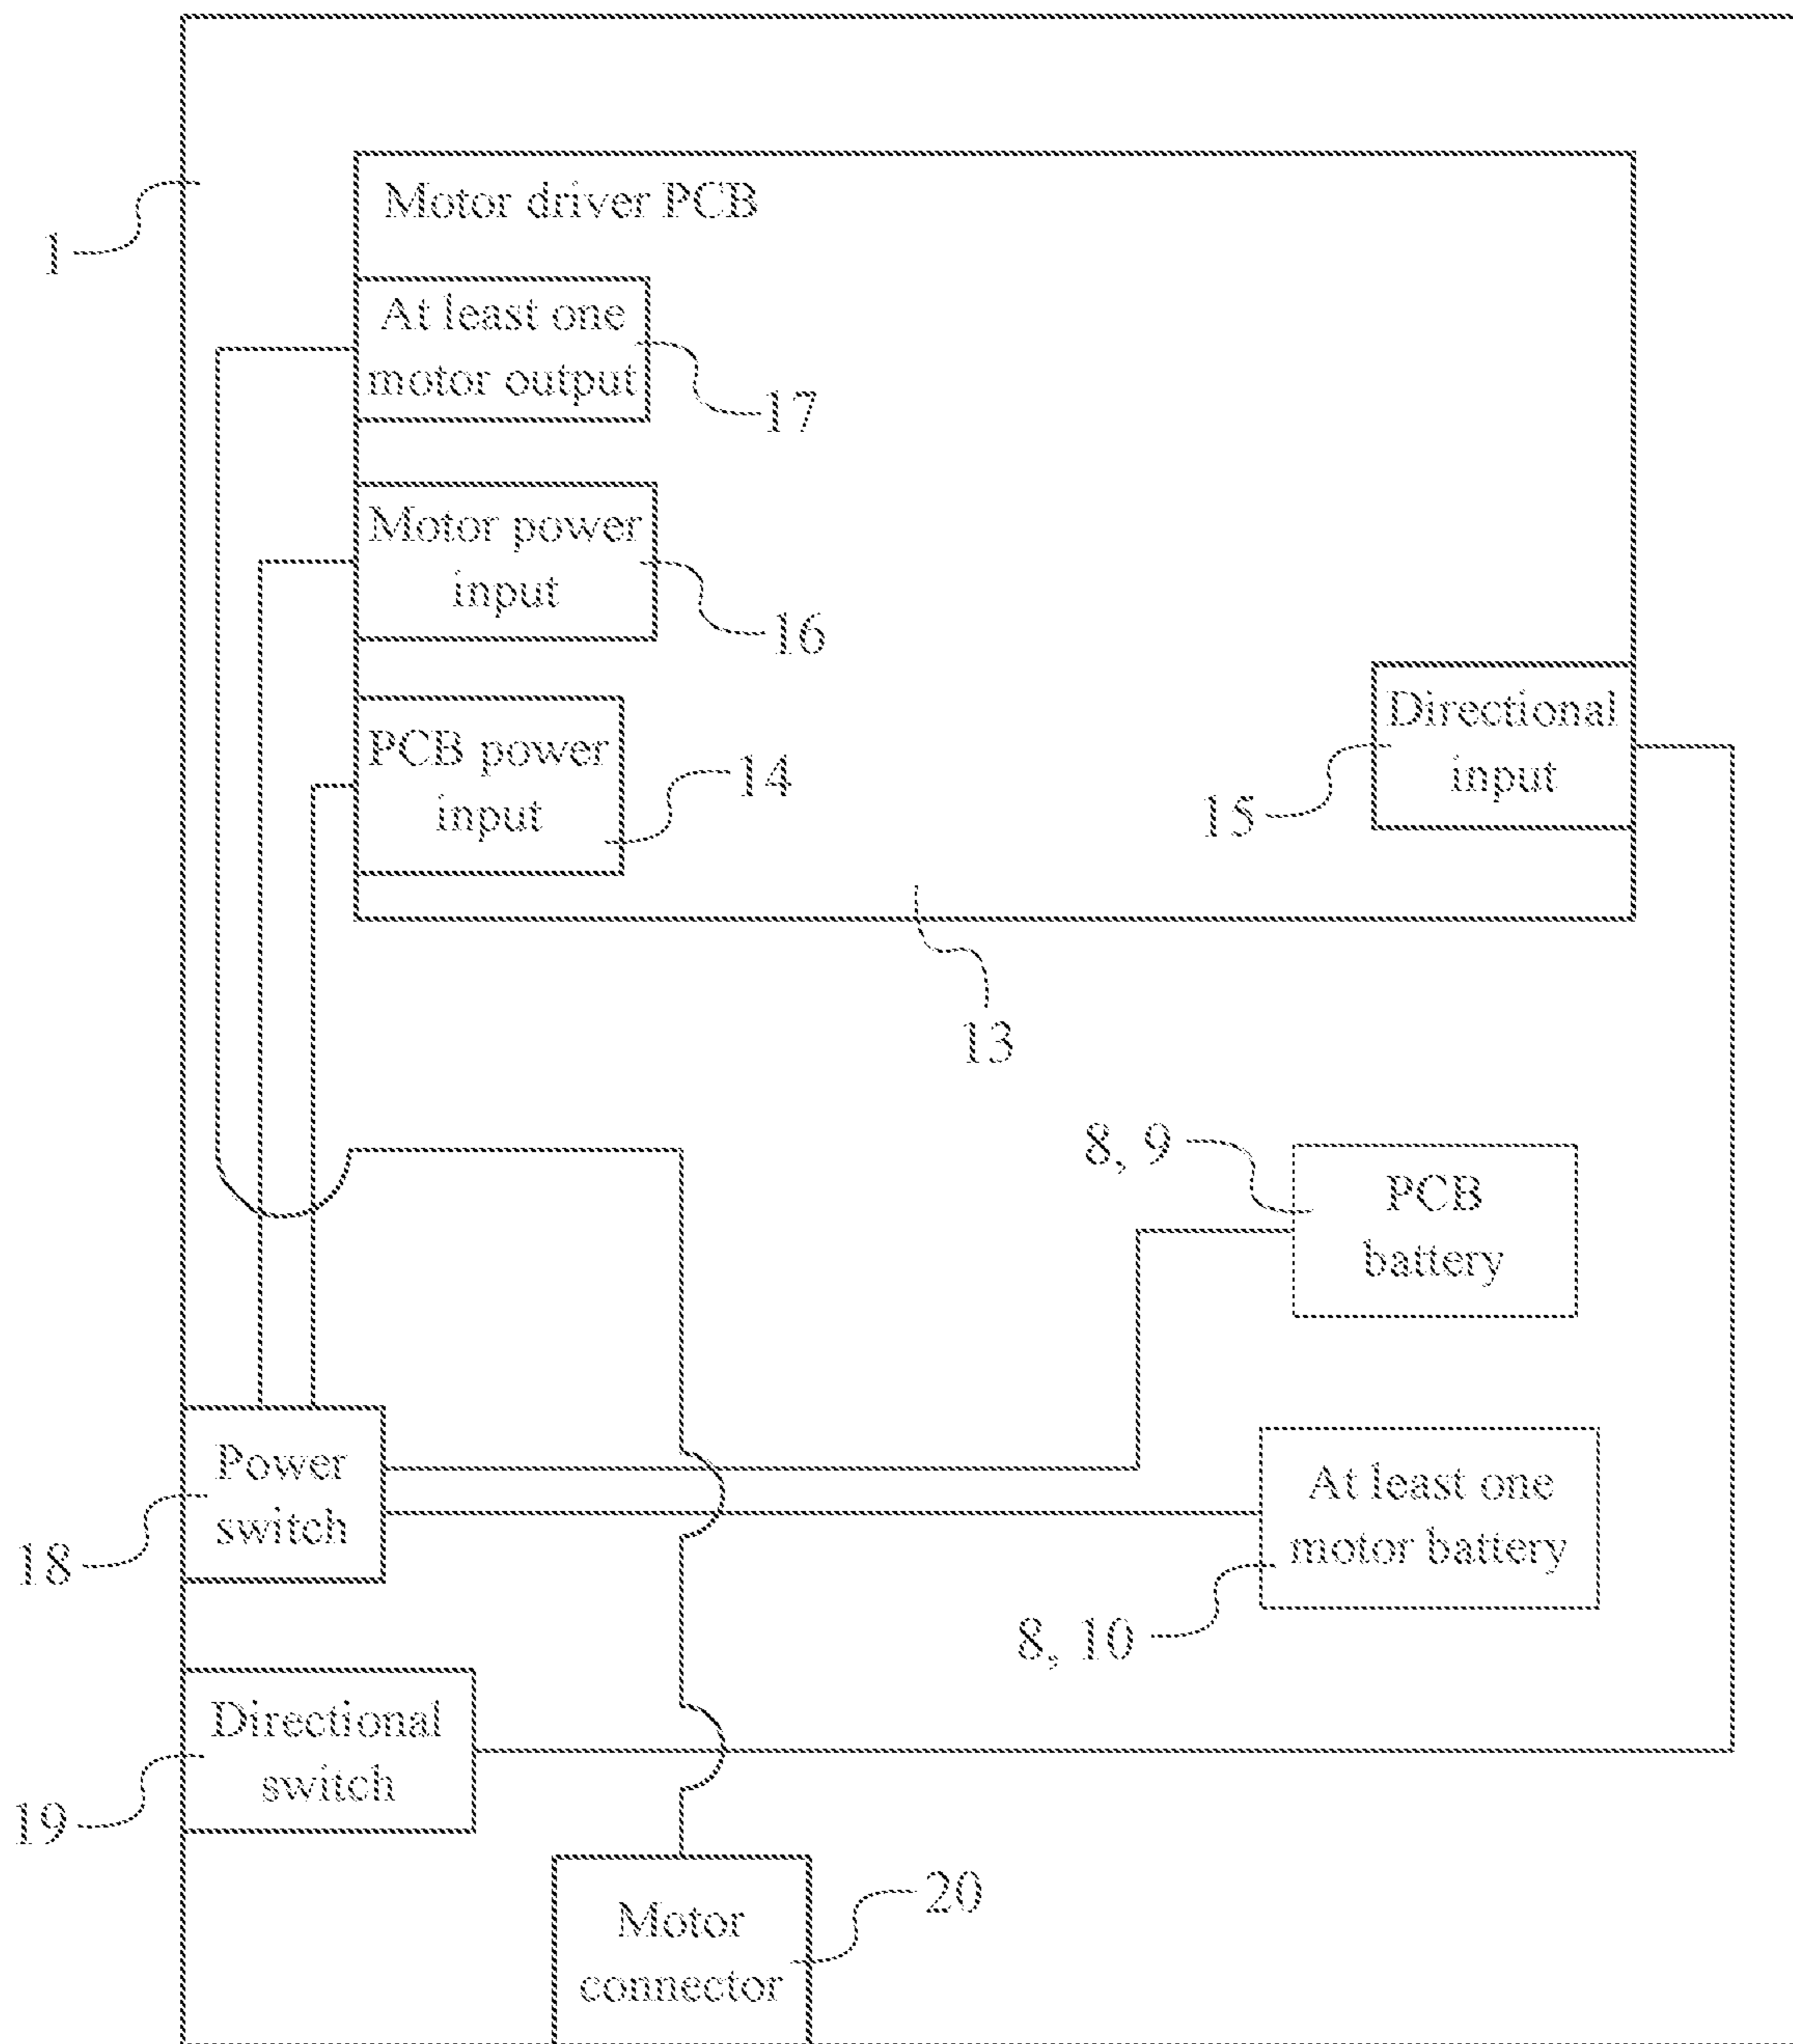 Motor driver PCB
1
At least one
motor output
17
Motor power
input
16
PCB power
input
14
Directional
input
15
13
8, 9
PCB
battery
Power
switch
18
At least one
motor battery
8, 10
Directional
switch
19
Motor
connector
20